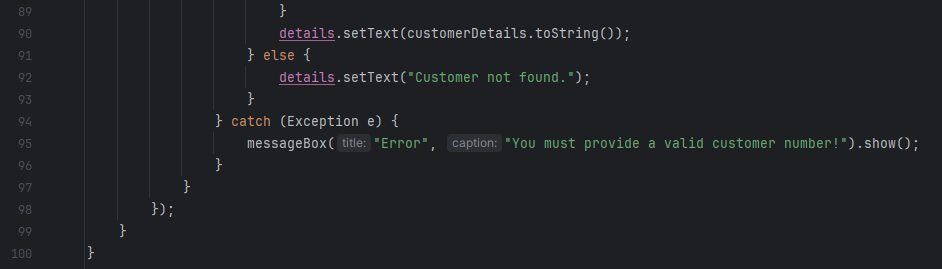 89 }
90 details.setText(customerDetails.toString());
91 } else {
92 details.setText("Customer not found.");
93 }
94 } catch (Exception e) {
95 messageBox( title: "Error", caption: "You must provide a valid customer number!").show();
96 }
97 }
98 });
99 }
100 }